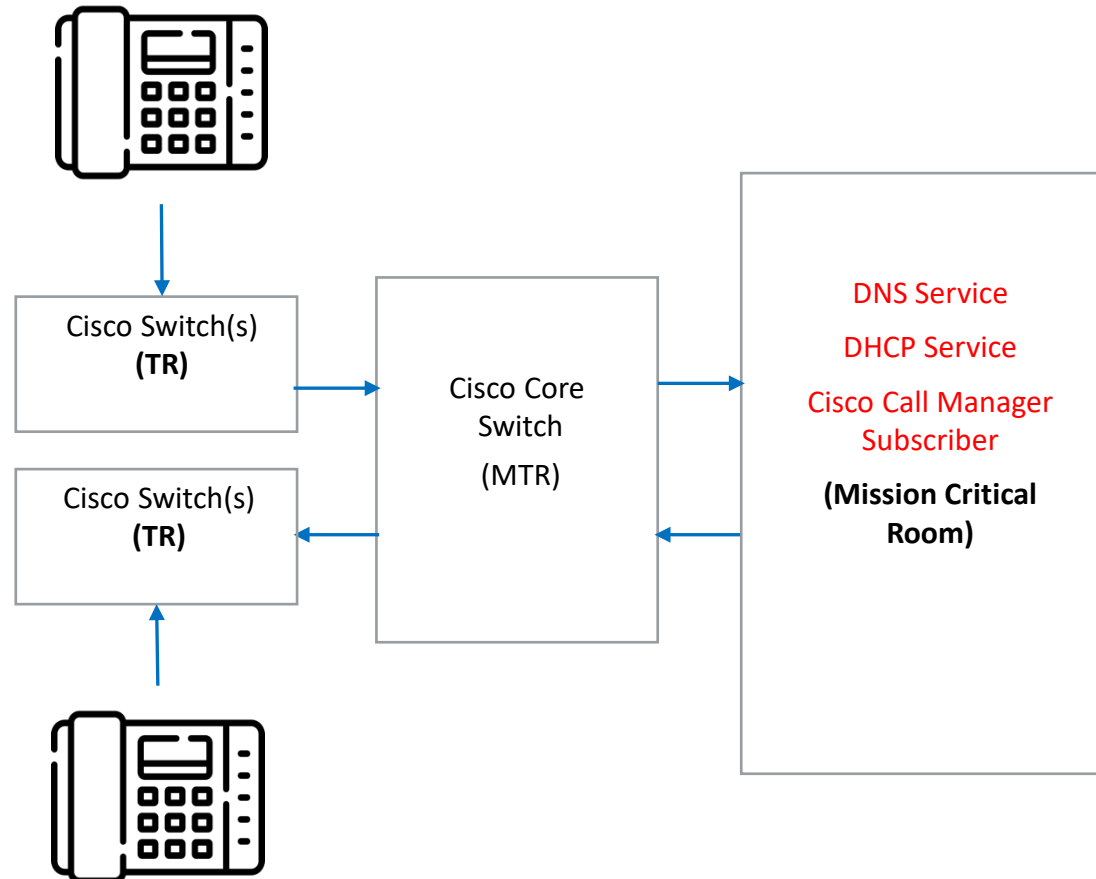 Cisco Switch(s)
(TR)
Cisco Switch(s)
(TR)
Cisco Core
Switch
(MTR)
DNS Service
DHCP Service
Cisco Call Manager
Subscriber
(Mission Critical
Room)